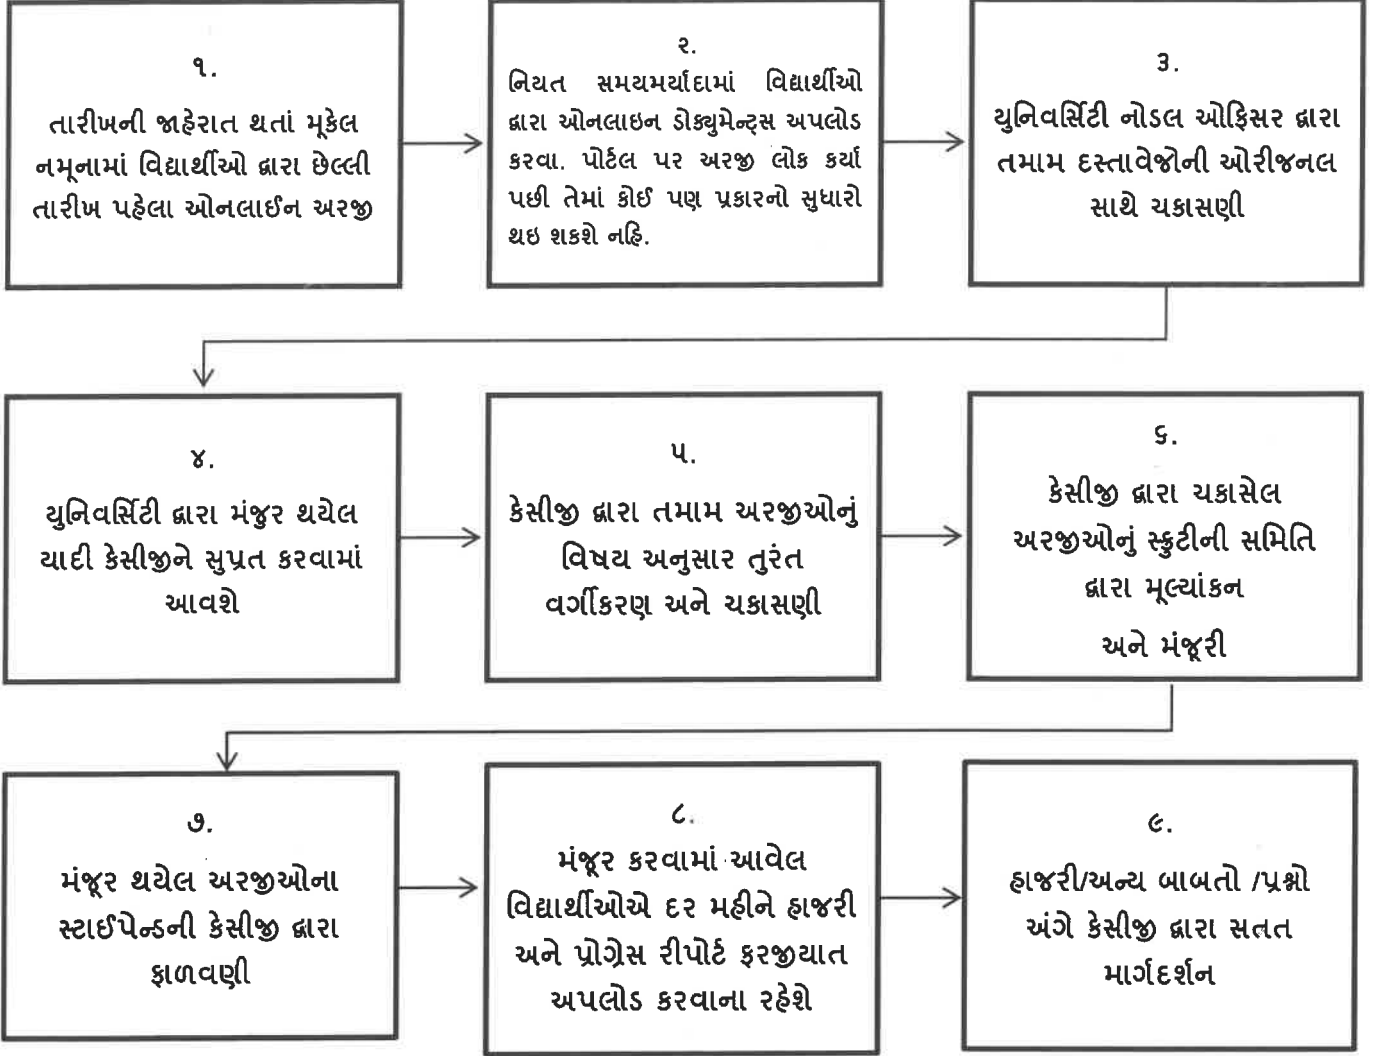 ૧.
તારીખની જાહેરાત થતાં મૂકેલ
નમૂનામાં વિદ્યાર્થીઓ દ્વારા છેલ્લી
તારીખ પહેલા ઓનલાઈન અરજી
૨.
નિયત સમયમર્યાદામાં વિદ્યાર્થીઓ
દ્વારા ઓનલાઇન ડોક્યુમેન્ટ્સ અપલોડ
કરવા. પોર્ટલ પર અરજી લોક કર્યા
પછી તેમાં કોઈ પણ પ્રકારનો સુધારો
થઇ શકશે નહિ.
૩.
યુનિવર્સિટી નોડલ ઓફિસર દ્વારા
તમામ દસ્તાવેજોની ઓરીજનલ
સાથે ચકાસણી
૪.
યુનિવર્સિટી દ્વારા મંજુર થયેલ
યાદી કેસીજીને સુપ્રત કરવામાં
આવશે
૫.
કેસીજી દ્વારા તમામ અરજીઓનું
વિષય અનુસાર તુરંત
વર્ગીકરણ અને ચકાસણી
૬.
કેસીજી દ્વારા ચકાસેલ
અરજીઓનું સ્ક્રુટીની સમિતિ
દ્વારા મૂલ્યાંકન
અને મંજૂરી
૭.
મંજૂર થયેલ અરજીઓના
સ્ટાઈપેન્ડની કેસીજી દ્વારા
ફાળવણી
૮.
મંજૂર કરવામાં આવેલ
વિદ્યાર્થીઓએ દર મહીને હાજરી
અને પ્રોગ્રેસ રીપોર્ટ ફરજીયાત
અપલોડ કરવાના રહેશે
૯.
હાજરી/અન્ય બાબતો /પ્રશ્નો
અંગે કેસીજી દ્વારા સતત
માર્ગદર્શન